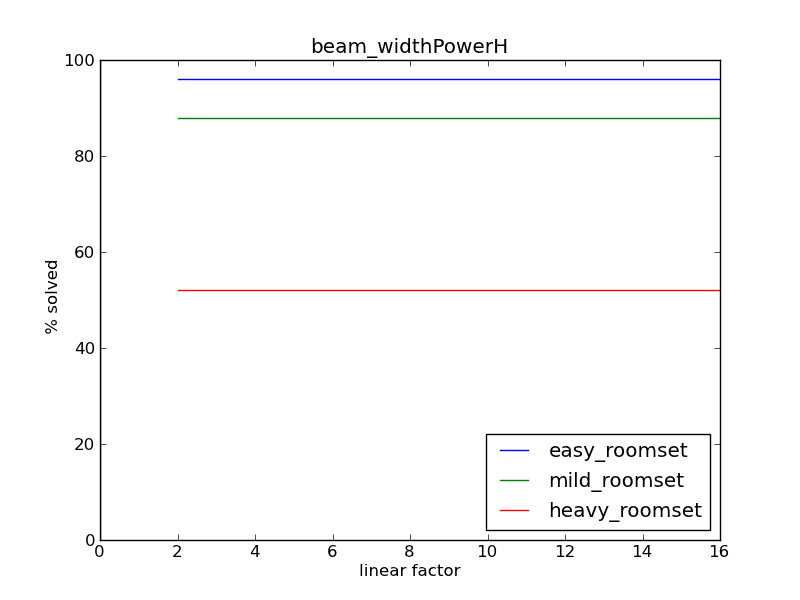 beam_widthPowerH
100
80
60
40
20
0
% solved
easy_roomset
mild_roomset
heavy_roomset
0 2 4 6 8 10 12 14 16
linear factor